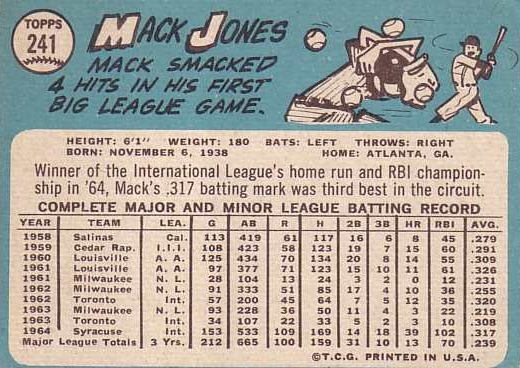 TOPPS
241
MACK JONES
MACK SMACKED
4 HITS IN HIS FIRST
BIG LEAGUE GAME.
HEIGHT: 6'1" WEIGHT: 180 BATS: LEFT THROWS: RIGHT
BORN: NOVEMBER 6, 1938 HOME: ATLANTA, GA.
Winner of the International League's home run and RBI champion-
ship in '64, Mack's .317 batting mark was third best in the circuit.
COMPLETE MAJOR AND MINOR LEAGUE BATTING RECORD
YEAR TEAM LEA. G AB R H 2B 3B HR RBI AVG.
1958 Salinas Cal. 113 419 61 117 16 6 9 45 .279
1959 Cedar Rap. I.I.I. 108 423 58 123 19 7 15 60 .291
1960 Louisville A. A. 125 434 70 134 20 8 14 55 .309
1961 Louisville A. A. 97 377 71 123 15 10 11 61 .326
1961 Milwaukee N. L. 28 104 13 24 3 2 0 12 .231
1962 Milwaukee N. L. 91 333 51 85 17 4 10 36 .255
1962 Toronto Int. 57 200 45 64 7 5 12 35 .320
1963 Milwaukee N. L. 93 228 36 50 11 4 3 22 .219
1963 Toronto Int. 34 107 22 33 5 2 3 10 .308
1964 Syracuse Int. 153 533 109 169 14 18 39 102 .317
Major League Totals 3 Yrs. 212 665 100 159 31 10 13 70 .239
©T.C.G. PRINTED IN U.S.A.